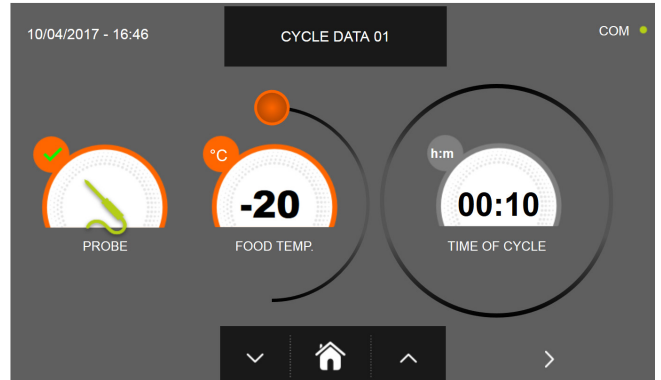 10/04/2017 - 16:46
CYCLE DATA 01
COM
°C
h:m
-20
00:10
PROBE
FOOD TEMP.
TIME OF CYCLE